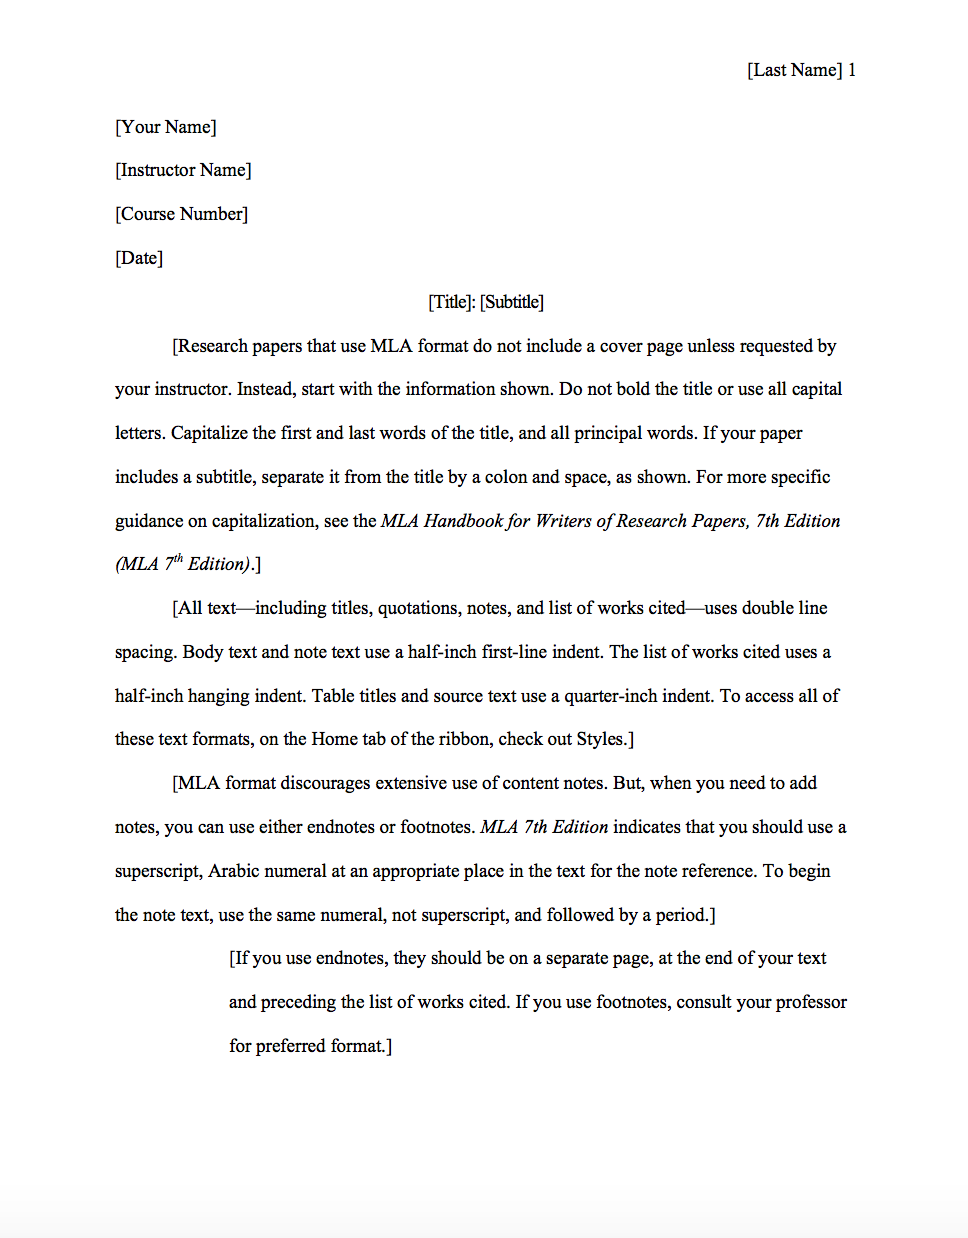 [Last Name] 1
[Your Name]
[Instructor Name]
[Course Number]
[Date]
[Title]: [Subtitle]
[Research papers that use MLA format do not include a cover page unless requested by
your instructor. Instead, start with the information shown. Do not bold the title or use all capital
letters. Capitalize the first and last words of the title, and all principal words. If your paper
includes a subtitle, separate it from the title by a colon and space, as shown. For more specific
guidance on capitalization, see the MLA Handbook for Writers of Research Papers, 7th Edition
(MLA 7th Edition).]
[All text—including titles, quotations, notes, and list of works cited—uses double line
spacing. Body text and note text use a half-inch first-line indent. The list of works cited uses a
half-inch hanging indent. Table titles and source text use a quarter-inch indent. To access all of
these text formats, on the Home tab of the ribbon, check out Styles.]
[MLA format discourages extensive use of content notes. But, when you need to add
notes, you can use either endnotes or footnotes. MLA 7th Edition indicates that you should use a
superscript, Arabic numeral at an appropriate place in the text for the note reference. To begin
the note text, use the same numeral, not superscript, and followed by a period.]
[If you use endnotes, they should be on a separate page, at the end of your text
and preceding the list of works cited. If you use footnotes, consult your professor
for preferred format.]